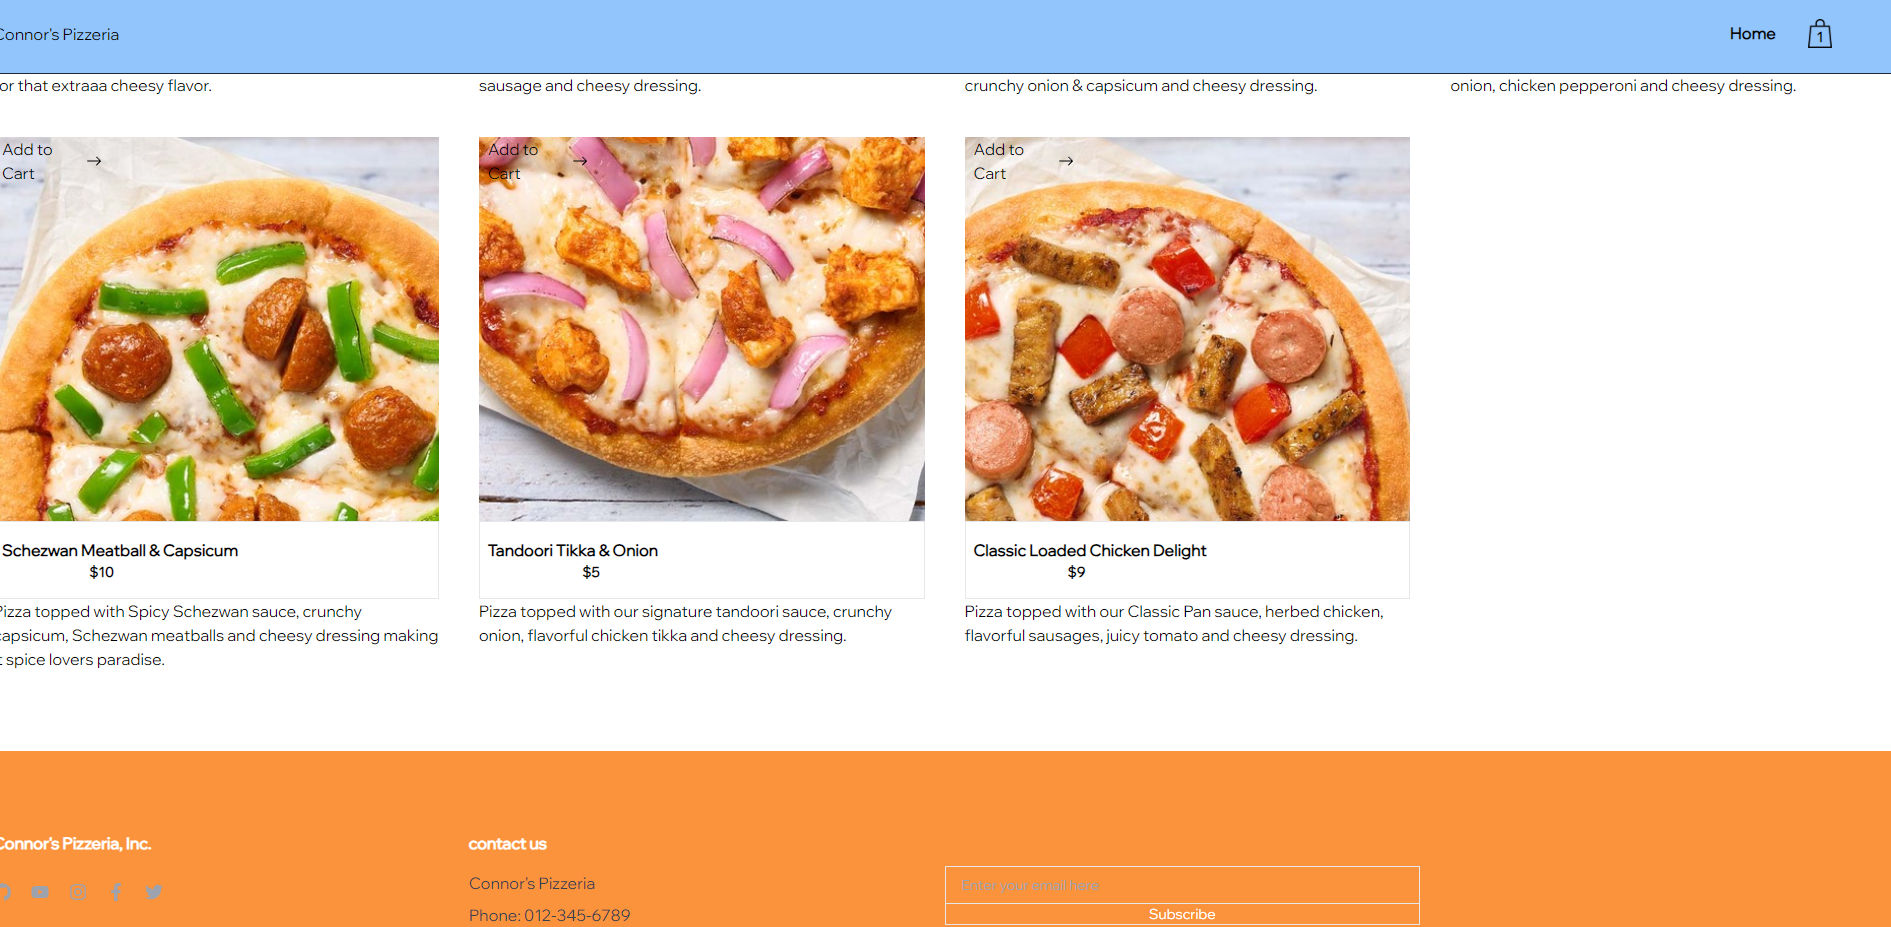 Connor's Pizzeria
Home
1
or that extraaa cheesy flavor.
sausage and cheesy dressing.
crunchy onion & capsicum and cheesy dressing.
onion, chicken pepperoni and cheesy dressing.
Add to
Cart
→
Add to
Cart
→
Add to
Cart
→
Schezwan Meatball & Capsicum
$10
Tandoori Tikka & Onion
$5
Classic Loaded Chicken Delight
$9
Pizza topped with Spicy Schezwan sauce, crunchy
capsicum, Schezwan meatballs and cheesy dressing making
t spice lovers paradise.
Pizza topped with our signature tandoori sauce, crunchy
onion, flavorful chicken tikka and cheesy dressing.
Pizza topped with our Classic Pan sauce, herbed chicken,
flavorful sausages, juicy tomato and cheesy dressing.
Connor's Pizzeria, Inc.
contact us
Connor's Pizzeria
Phone: 012-345-6789
Enter your email here
Subscribe